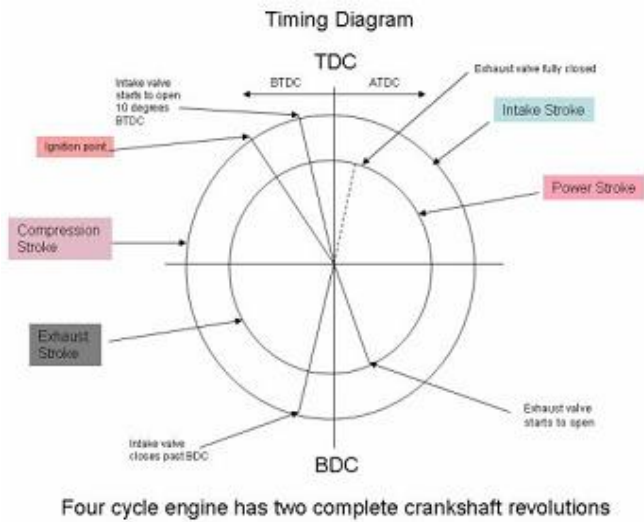 Timing Diagram
TDC
Intake valve
starts to open
10 degrees
BTDC
BTDC
ATDC
Exhaust valve fully closed
Intake Stroke
Ignition point
Power Stroke
Compression
Stroke
Exhaust
Stroke
Exhaust valve
starts to open
Intake valve
closes past BDC
BDC
Four cycle engine has two complete crankshaft revolutions